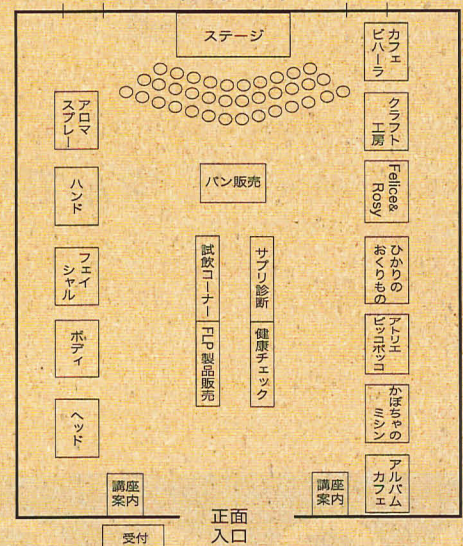 ステージ
カフェ
ビハーラ
アロマ
スプレー
クラフト
工房
パン販売
ハンド
Felice&
Rosy
フェイ
シャル
試飲コーナー
サプリ診断
ひかりの
おくりもの
ボディ
FLP製品販売
健康チェック
アトリエ
ピッコポッコ
ヘッド
かぼちゃの
ミシン
アルバム
カフェ
講座
案内
講座
案内
正面
入口
受付